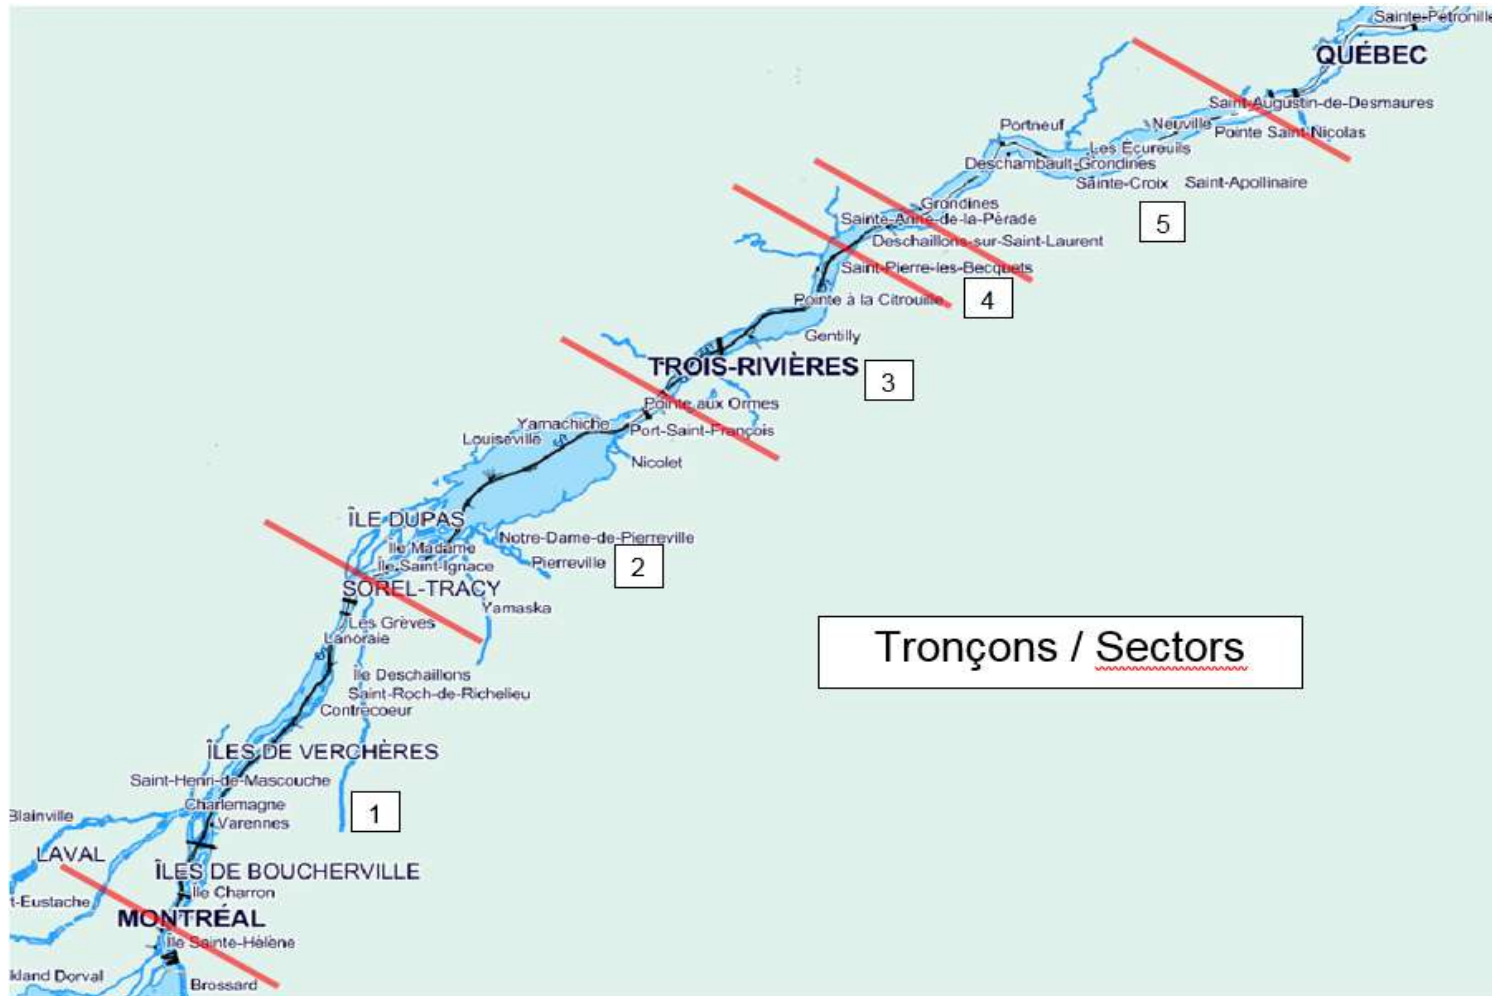 Sainte-Pétronille
QUÉBEC
Saint-Augustin-de-Desmaures
Portneuf
Neuville
Pointe Saint-Nicolas
Les Écureuils
Deschambault-Grondines
Sainte-Croix
Saint-Apollinaire
Grondines
Sainte-Anne-de-la-Pérade
5
Deschaillons-sur-Saint-Laurent
Saint-Pierre-les-Becquets
Pointe à la Citrouille
4
Gentilly
TROIS-RIVIÈRES
3
Pointe aux Ormes
Yamachiche
Port-Saint-François
Louiseville
Nicolet
ÎLE DUPAS
Notre-Dame-de-Pierreville
Île Madame
Île Saint-Ignace
Pierreville
2
SOREL-TRACY
Yamaska
Les Grèves
Lanoraie
Tronçons / Sectors
Île Deschaillons
Saint-Roch-de-Richelieu
Contrecoeur
ÎLES DE VERCHÈRES
Saint-Henri-de-Mascouche
Charlemagne
1
Blainville
Varennes
LAVAL
ÎLES DE BOUCHERVILLE
Île Charron
t-Eustache
MONTRÉAL
Île Sainte-Hélène
kland Dorval
Brossard